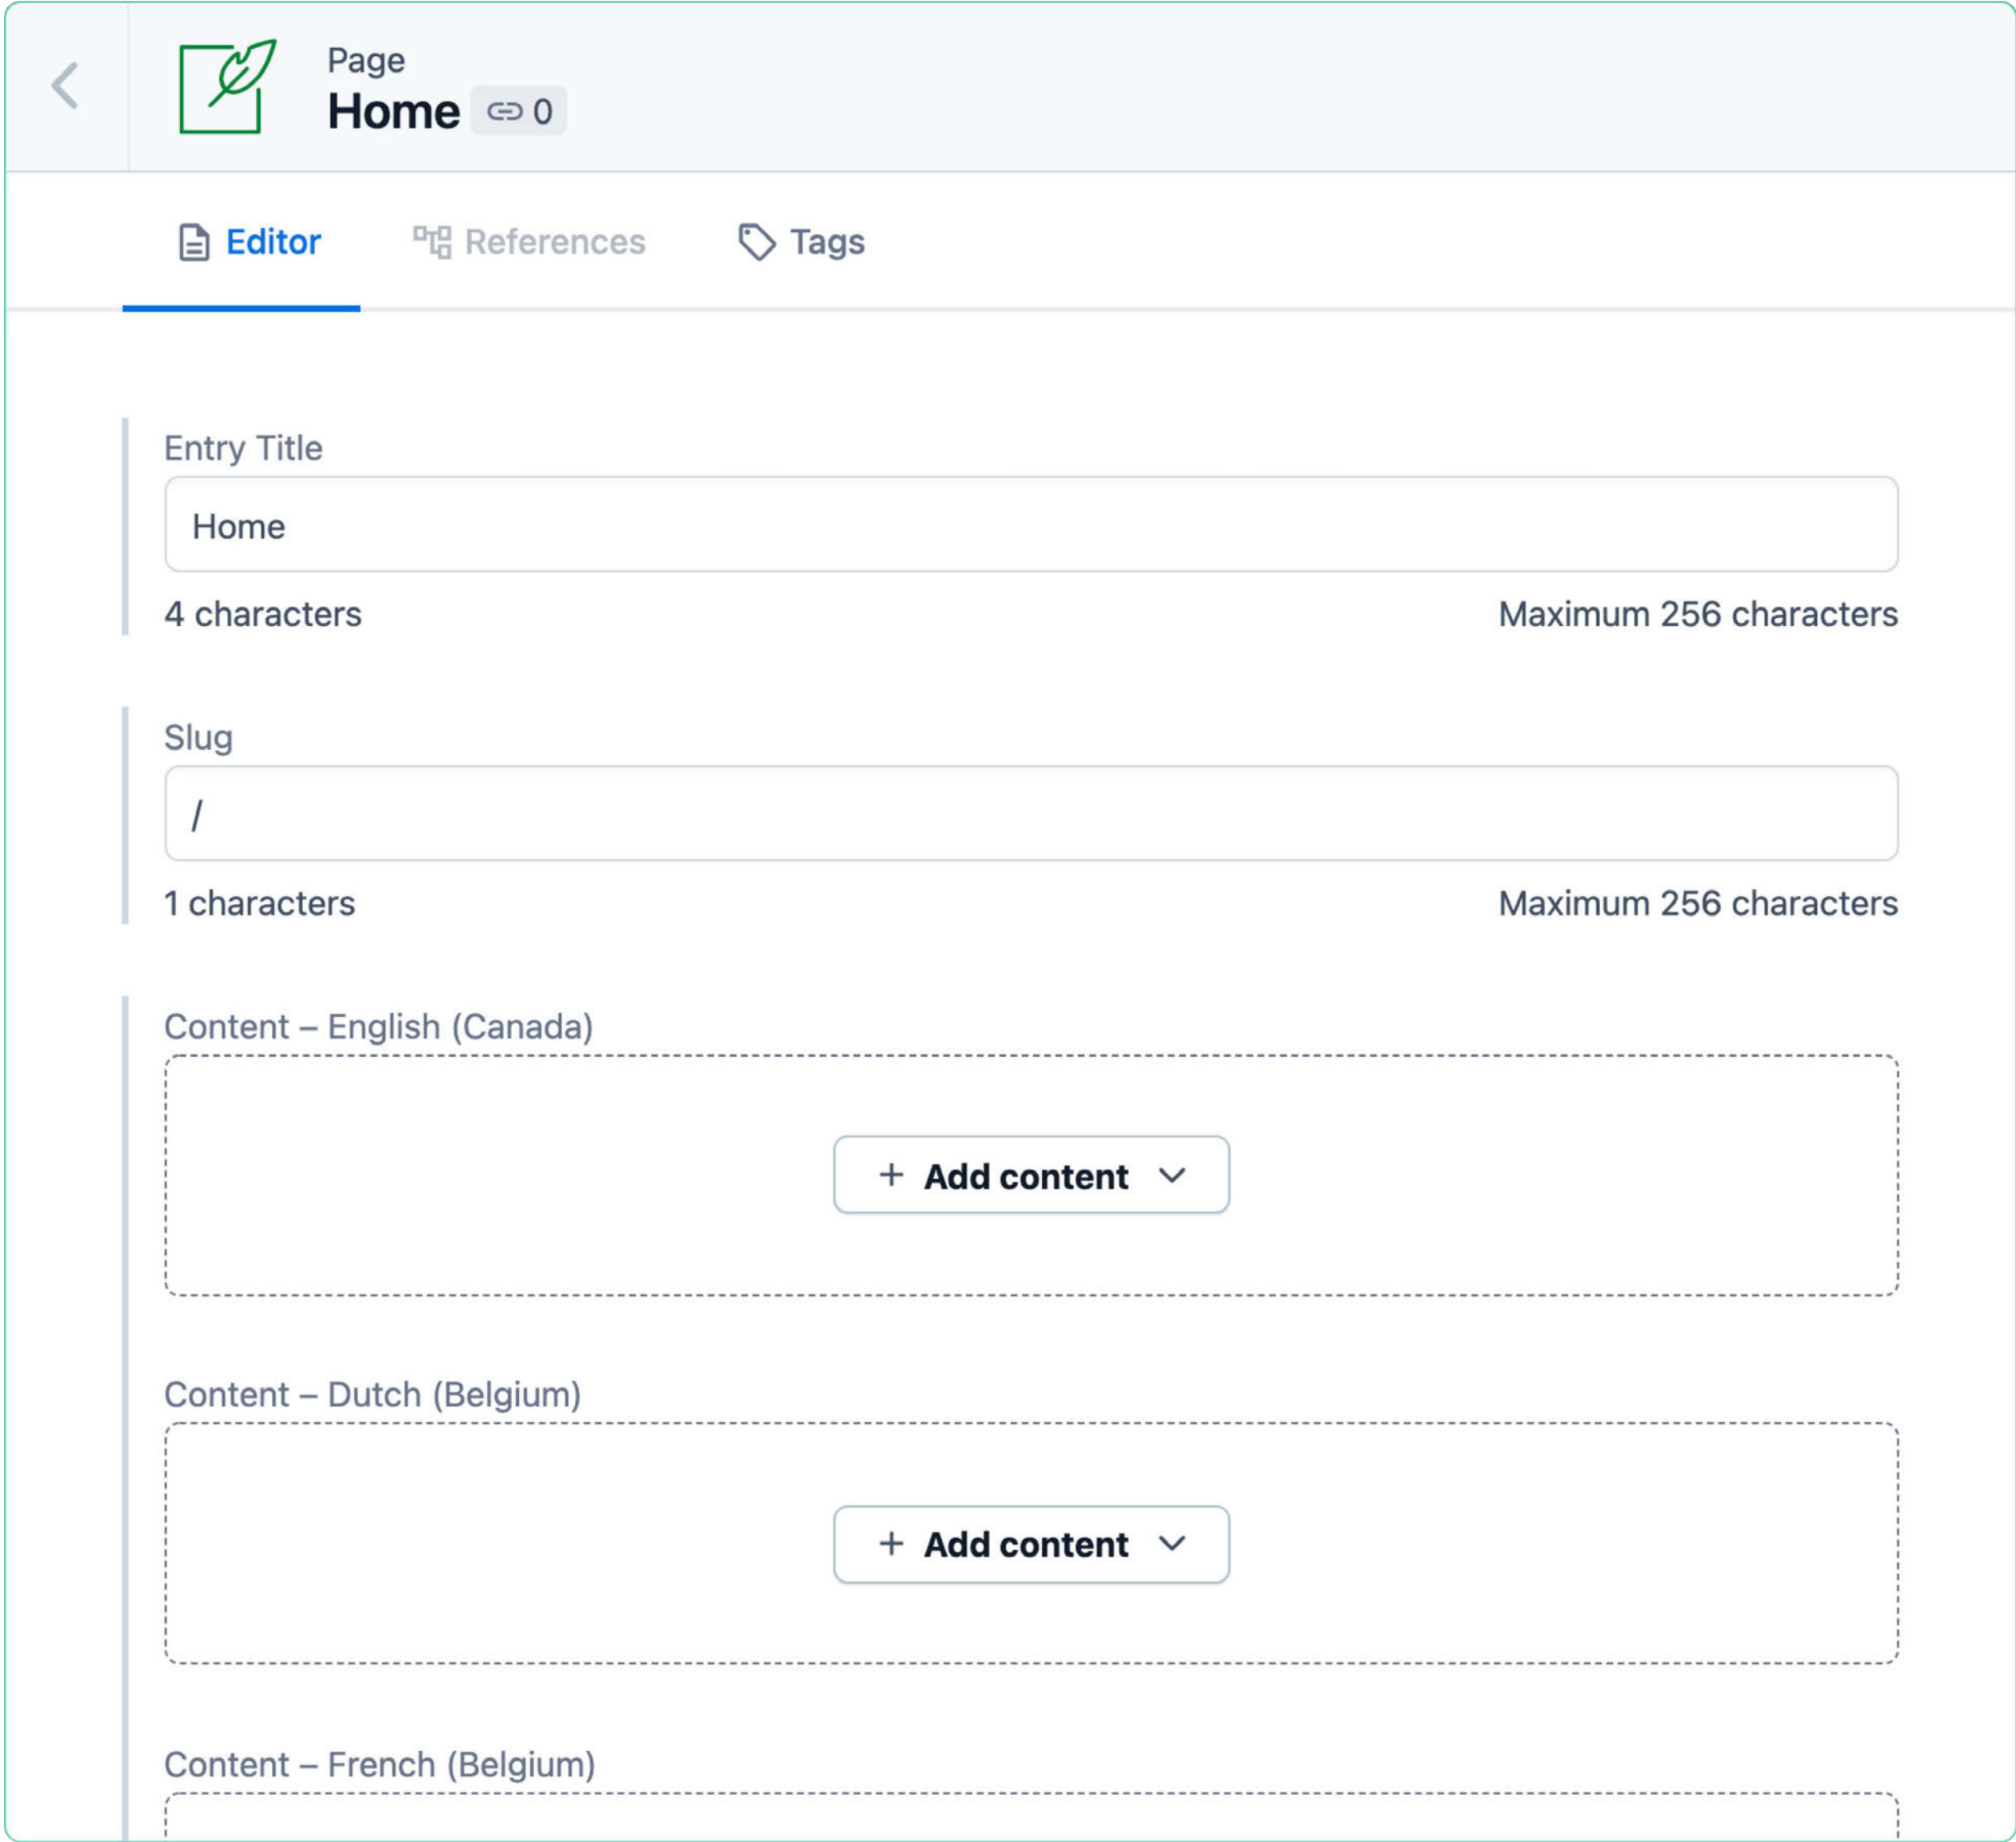 Page
Home 0
Editor References Tags
Entry Title
Home
4 characters Maximum 256 characters
Slug
/
1 characters Maximum 256 characters
Content – English (Canada)
+ Add content
Content – Dutch (Belgium)
+ Add content
Content – French (Belgium)